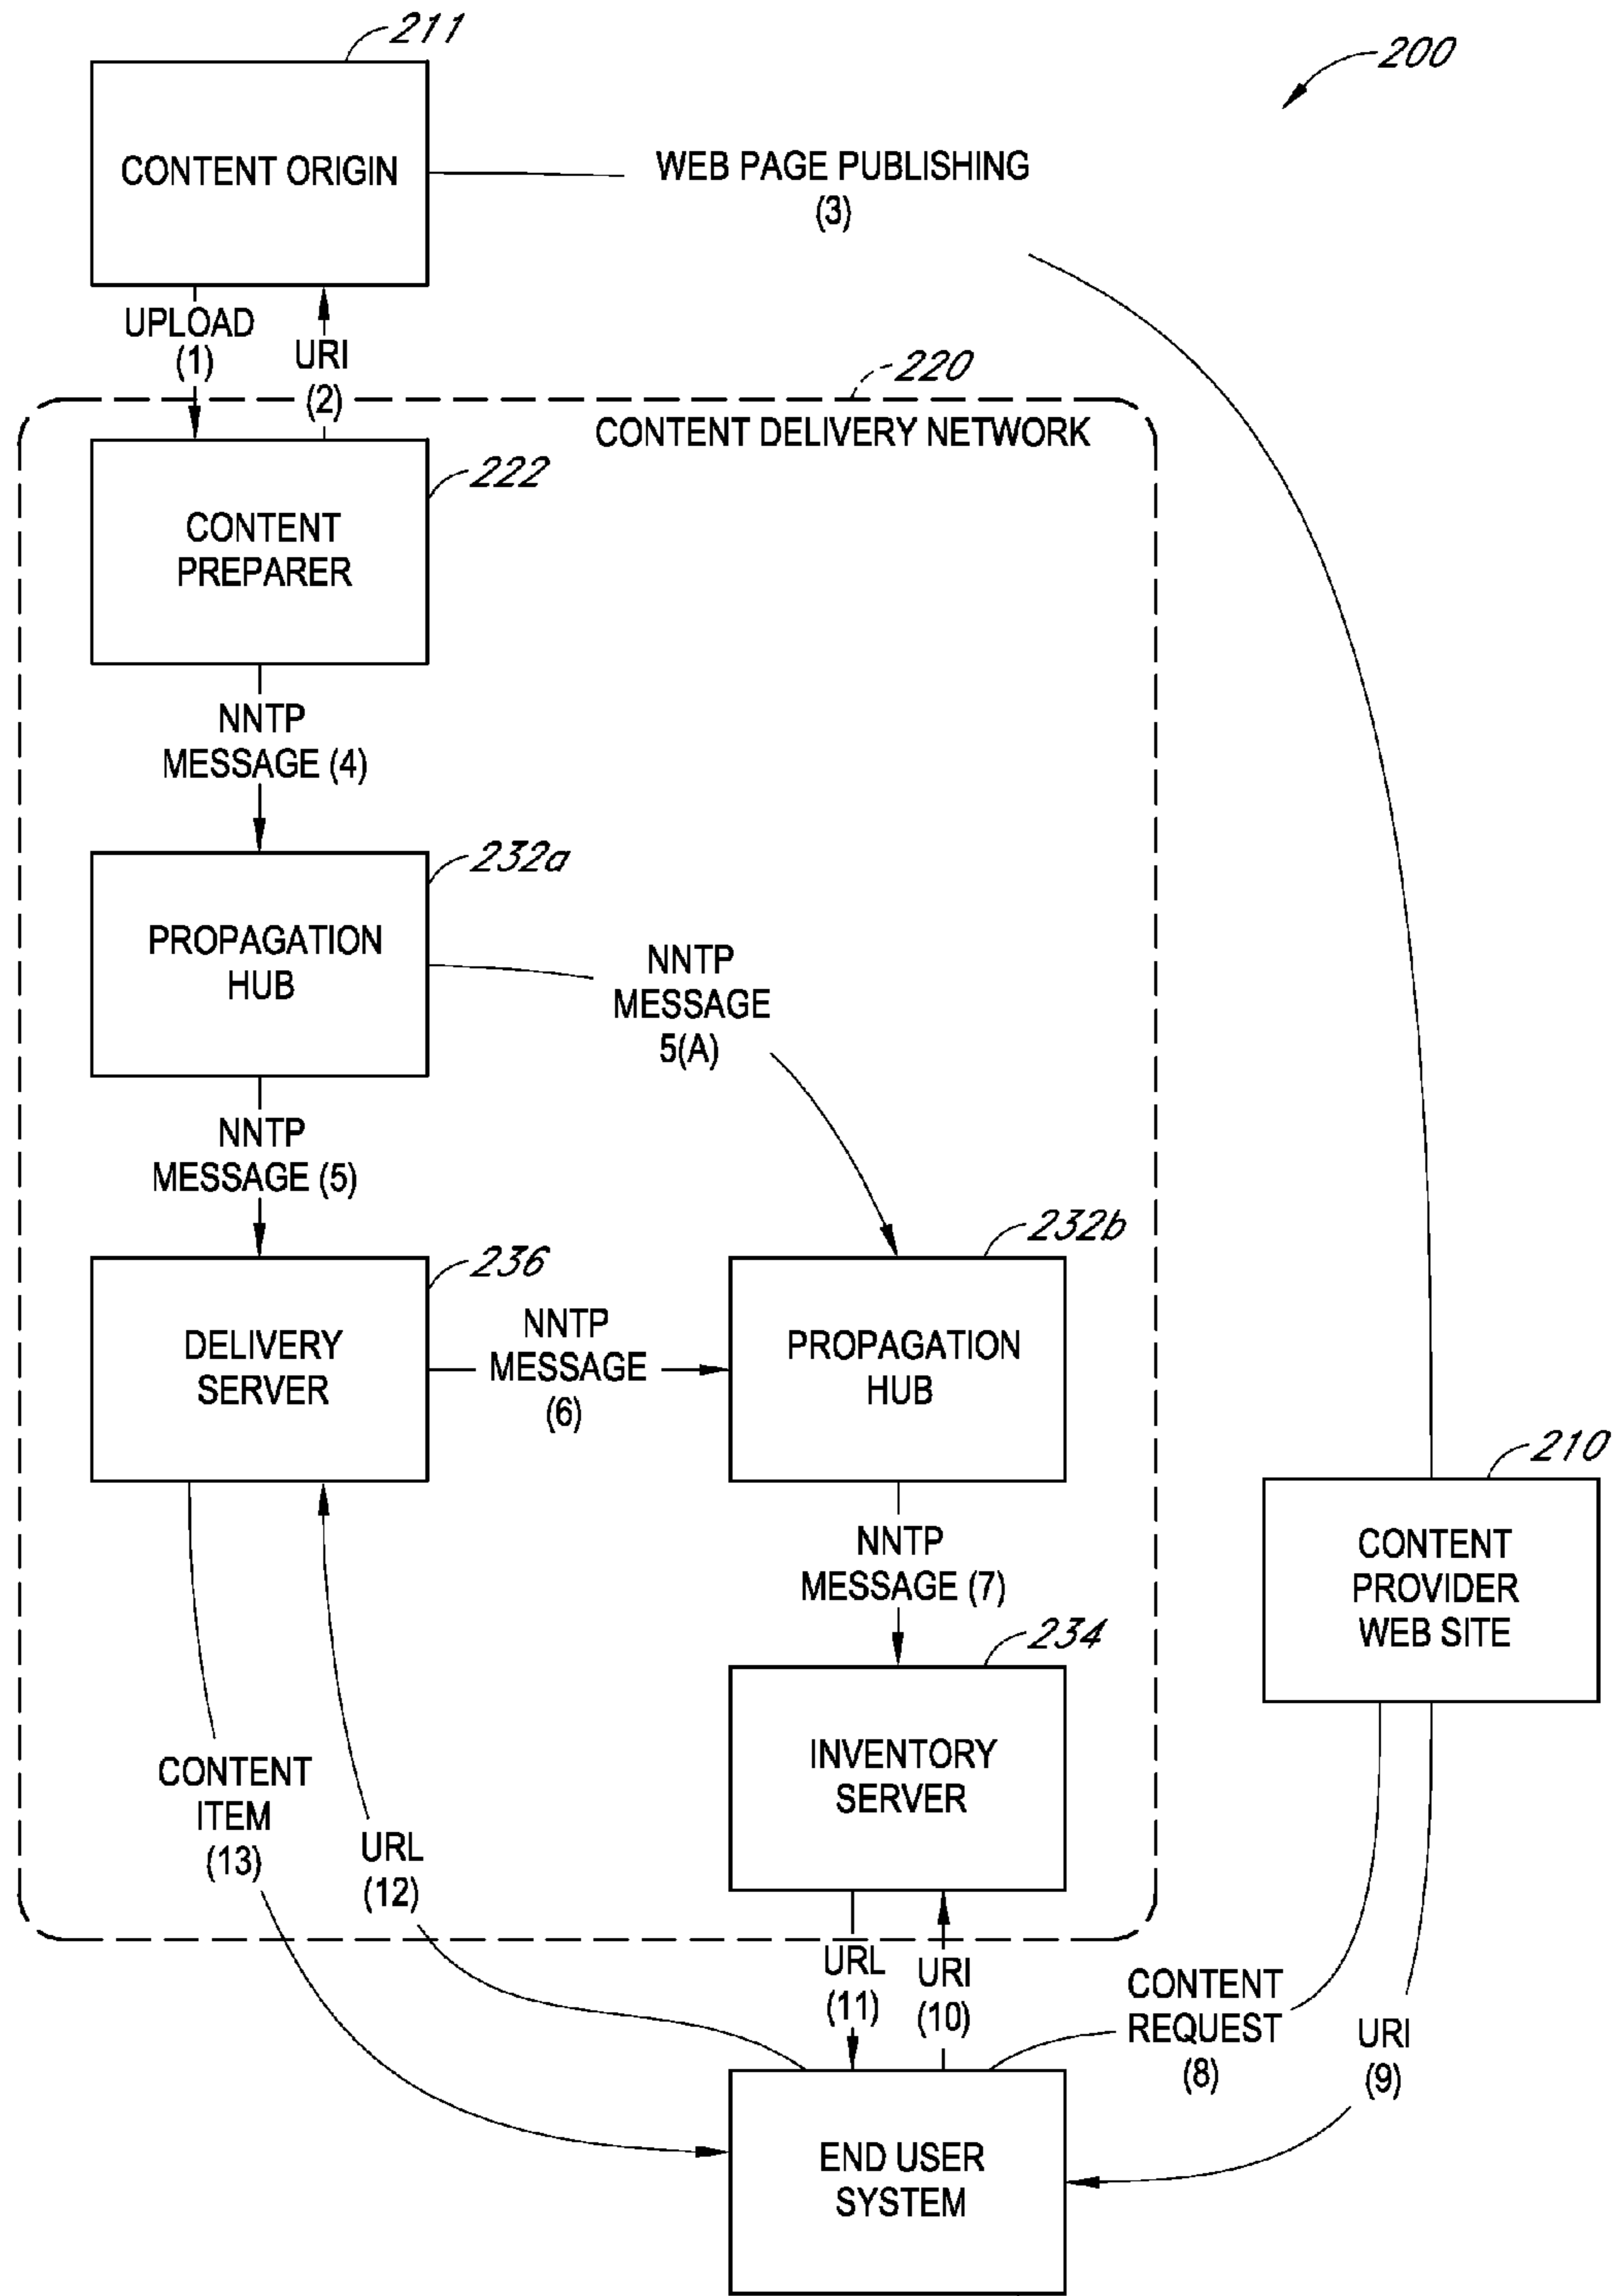 211
200
CONTENT ORIGIN
WEB PAGE PUBLISHING
(3)
UPLOAD
(1)
URI
(2)
220
CONTENT DELIVERY NETWORK
222
CONTENT
PREPARER
NNTP
MESSAGE (4)
232a
PROPAGATION
HUB
NNTP
MESSAGE
5(A)
NNTP
MESSAGE (5)
232b
236
DELIVERY
SERVER
NNTP
MESSAGE
(6)
PROPAGATION
HUB
210
CONTENT
PROVIDER
WEB SITE
NNTP
MESSAGE (7)
234
INVENTORY
SERVER
CONTENT
ITEM
(13)
URL
(12)
URL
(11)
URI
(10)
CONTENT
REQUEST
(8)
URI
(9)
END USER
SYSTEM